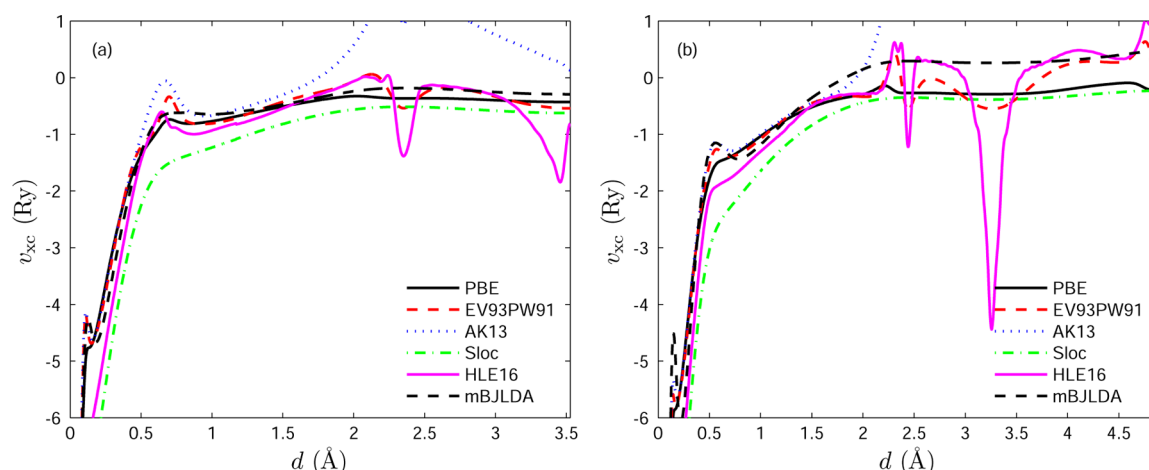 (a)
1
0
-1
-2
-3
-4
-5
-6
v_xc (Ry)
PBE
EV93PW91
AK13
Sloc
HLE16
mBJLDA
0 0.5 1 1.5 2 2.5 3 3.5
d (Å)
(b)
1
0
-1
-2
-3
-4
-5
-6
v_xc (Ry)
PBE
EV93PW91
AK13
Sloc
HLE16
mBJLDA
0 0.5 1 1.5 2 2.5 3 3.5 4 4.5
d (Å)